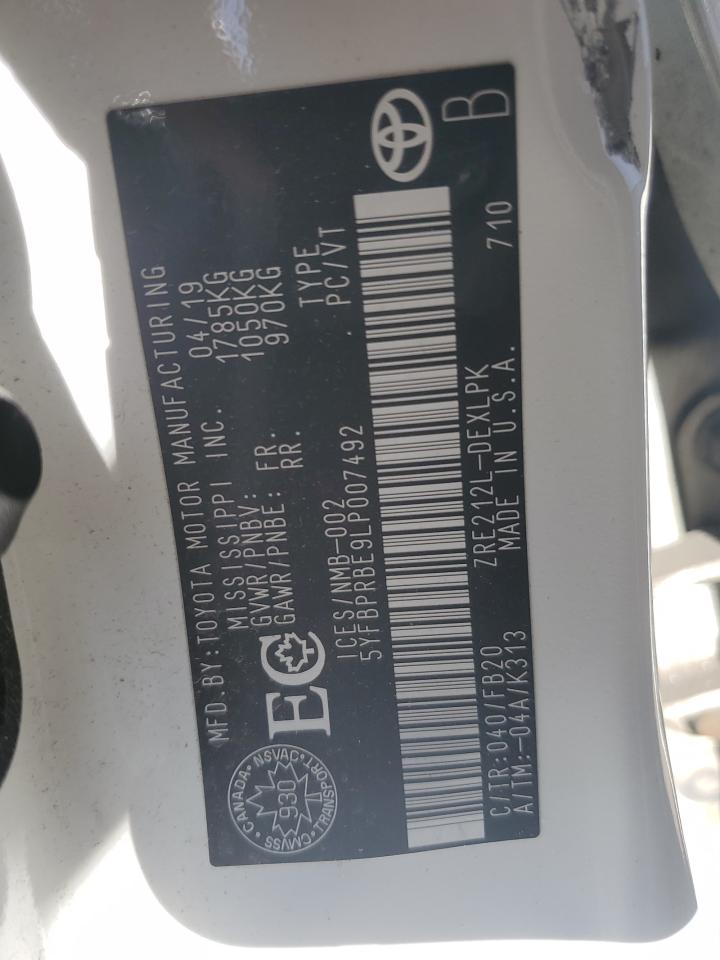 MFD.BY:TOYOTA MOTOR MANUFACTURING
MISSISSIPPI INC. 04/19
GVWR/PNBV: 1785KG
GAWR/PNBE: FR. 1050KG
RR. 970KG
EC
ICES/NMB-002 TYPE
5YFBPRBE9LP007492 PC/VT
CANADA • NSVAC • TRANSPORT • CMVSS
930
A
C/TR:040/FB20 ZRE212L-DEXLPK 710 B
A/TM:-04A/K313 MADE IN U.S.A.